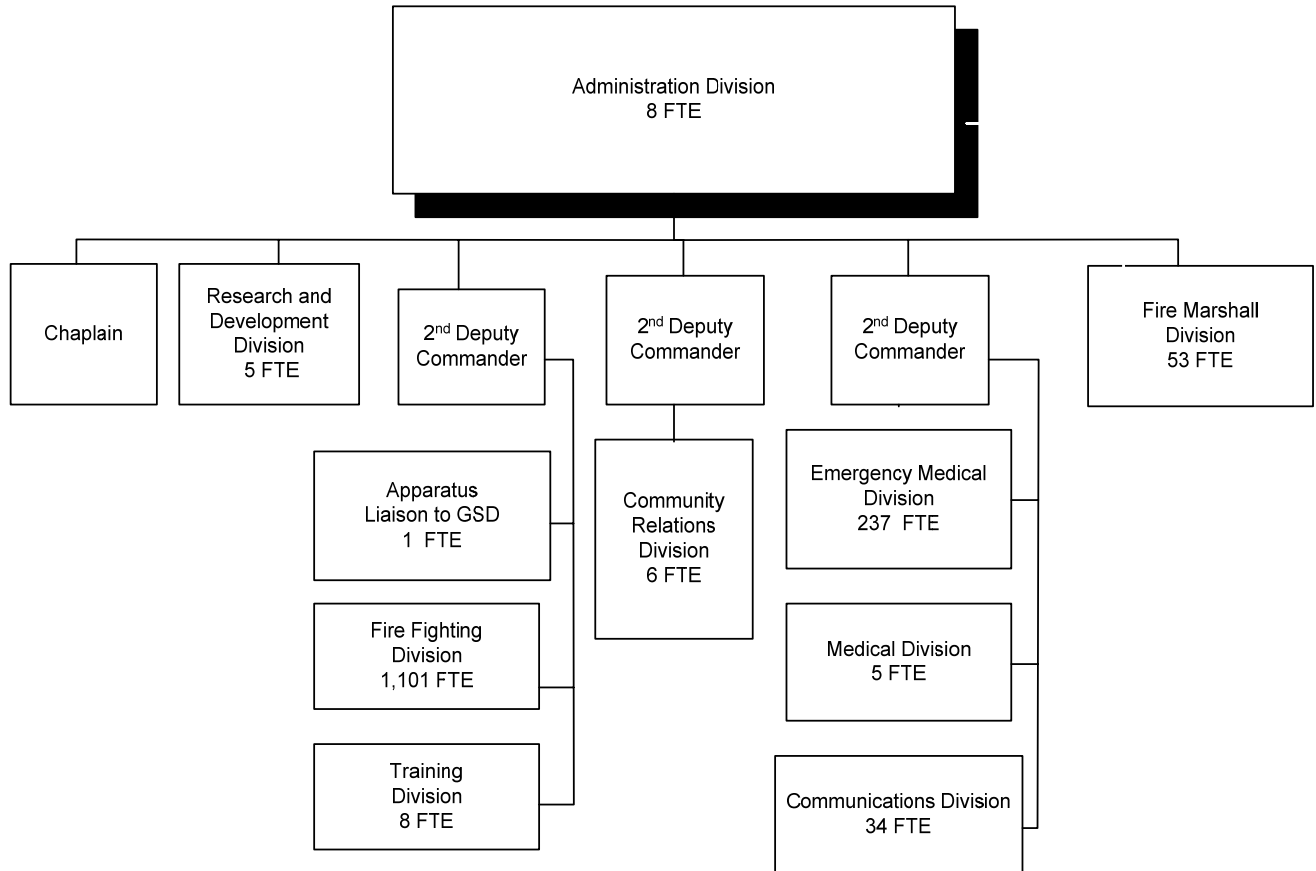 Administration Division
8 FTE
Chaplain
Research and
Development
Division
5 FTE
2nd Deputy
Commander
2nd Deputy
Commander
2nd Deputy
Commander
Fire Marshall
Division
53 FTE
Apparatus
Liaison to GSD
1 FTE
Fire Fighting
Division
1,101 FTE
Training
Division
8 FTE
Community
Relations
Division
6 FTE
Emergency Medical
Division
237 FTE
Medical Division
5 FTE
Communications Division
34 FTE